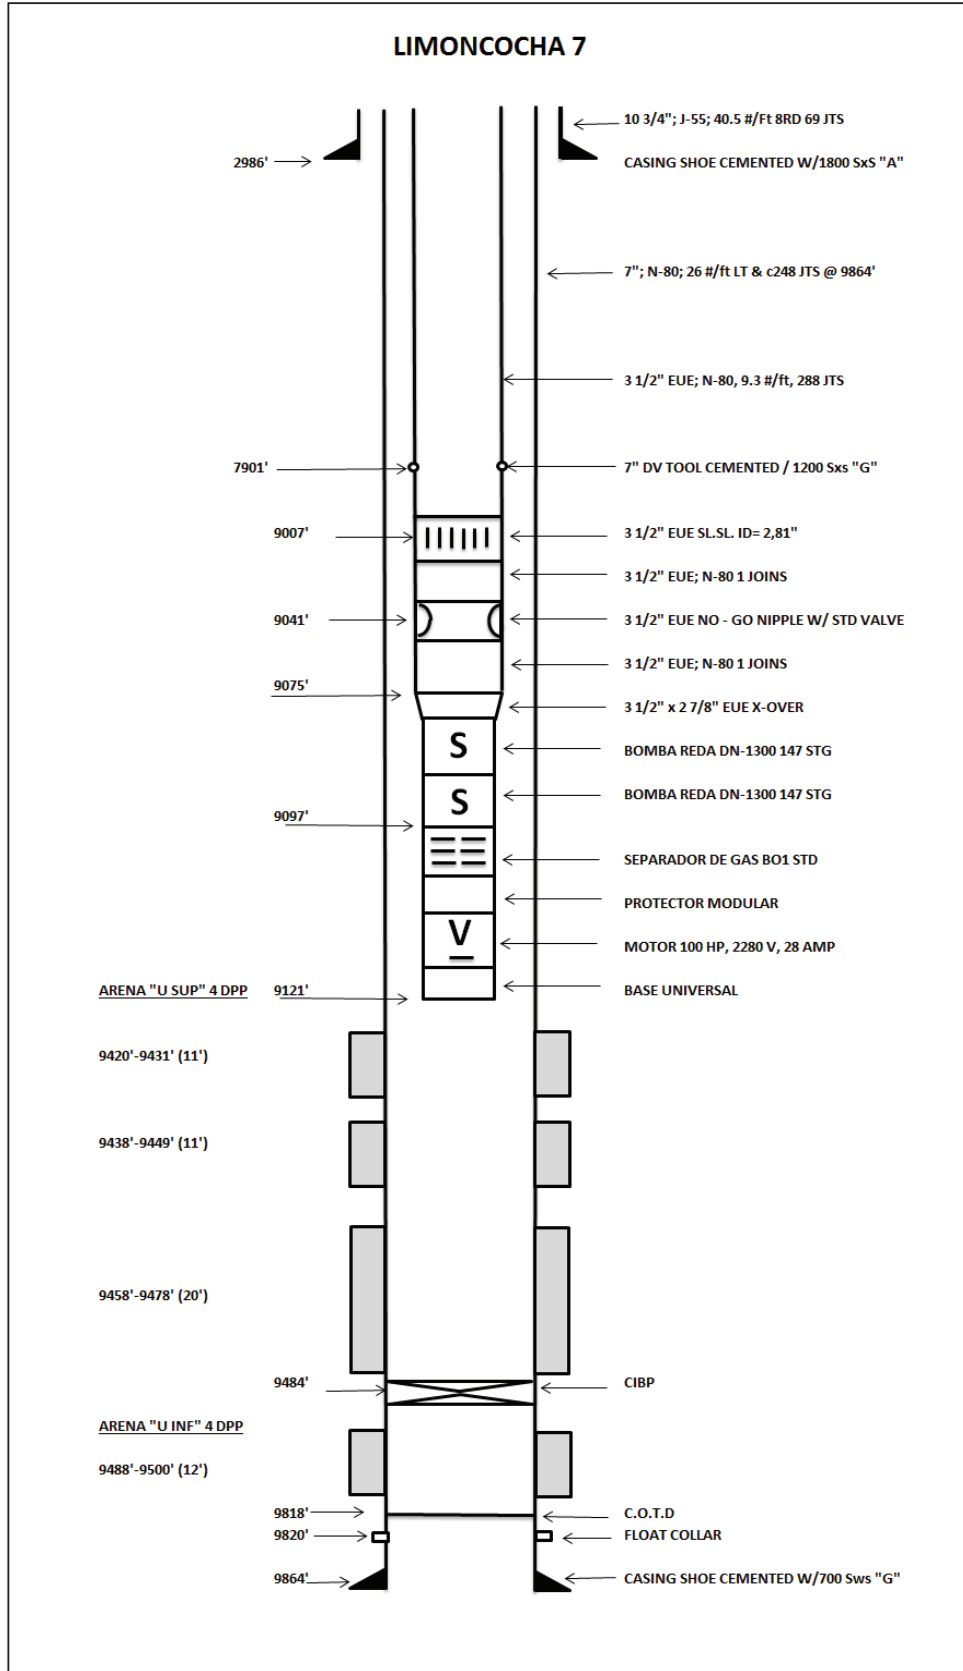 LIMONCOCHA 7
10 3/4"; J-55; 40.5 #/Ft 8RD 69 JTS
2986'
CASING SHOE CEMENTED W/1800 SxS "A"
7"; N-80; 26 #/ft LT & c248 JTS @ 9864'
3 1/2" EUE; N-80, 9.3 #/ft, 288 JTS
7901'
7" DV TOOL CEMENTED / 1200 Sxs "G"
9007'
3 1/2" EUE SL.SL. ID= 2,81"
3 1/2" EUE; N-80 1 JOINS
9041'
3 1/2" EUE NO - GO NIPPLE W/ STD VALVE
3 1/2" EUE; N-80 1 JOINS
9075'
3 1/2" x 2 7/8" EUE X-OVER
S
BOMBA REDA DN-1300 147 STG
S
BOMBA REDA DN-1300 147 STG
9097'
SEPARADOR DE GAS BO1 STD
PROTECTOR MODULAR
V
MOTOR 100 HP, 2280 V, 28 AMP
ARENA "U SUP" 4 DPP
9121'
BASE UNIVERSAL
9420'-9431' (11')
9438'-9449' (11')
9458'-9478' (20')
9484'
CIBP
ARENA "U INF" 4 DPP
9488'-9500' (12')
9818'
C.O.T.D
9820'
FLOAT COLLAR
9864'
CASING SHOE CEMENTED W/700 Sws "G"